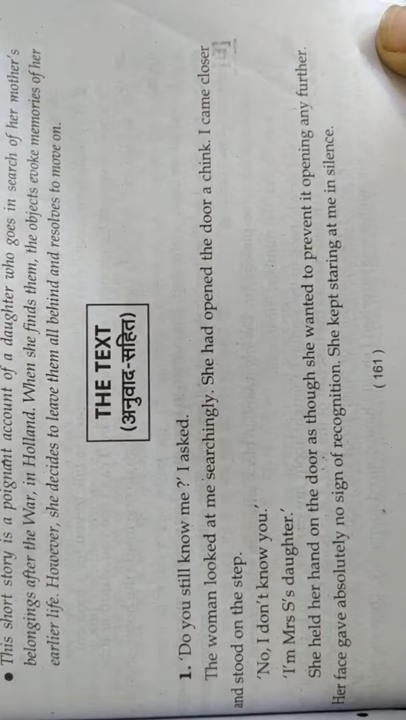 • This short story is a poignant account of a daughter who goes in search of her mother's
belongings after the War, in Holland. When she finds them, the objects evoke memories of her
earlier life. However, she decides to leave them all behind and resolves to move on.
THE TEXT
(अनुवाद-सहित)
1. 'Do you still know me ?' I asked.
The woman looked at me searchingly. She had opened the door a chink. I came closer
and stood on the step.
'No, I don't know you.'
'I'm Mrs S's daughter.'
She held her hand on the door as though she wanted to prevent it opening any further.
Her face gave absolutely no sign of recognition. She kept staring at me in silence.
( 161 )